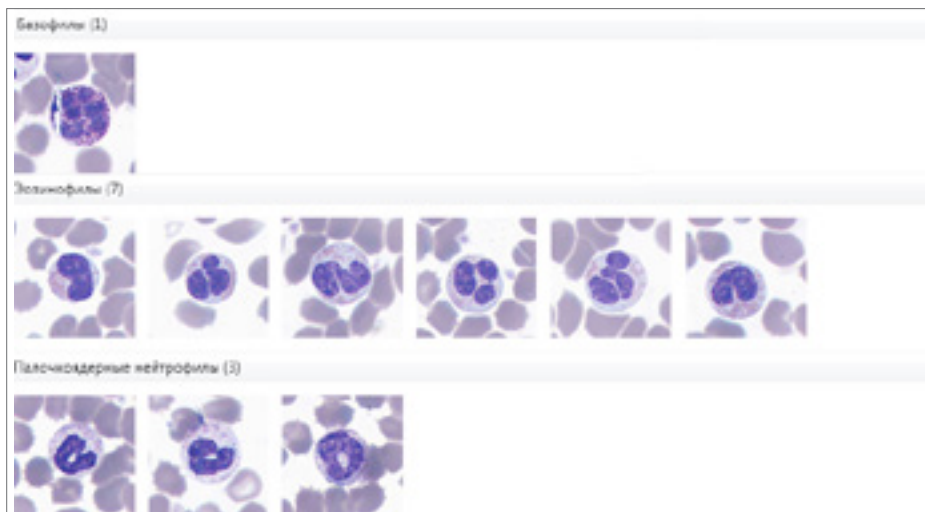 Базофилы (1)
Эозинофилы (7)
Палочкоядерные нейтрофилы (3)